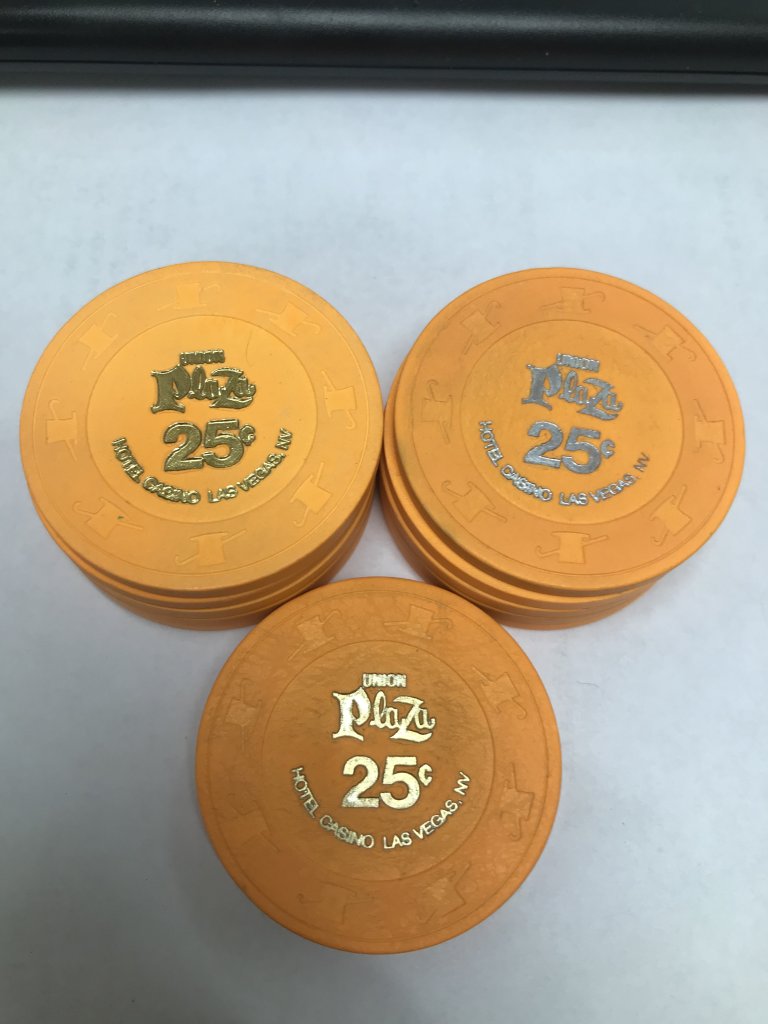 UNION
PlaZa
25¢
HOTEL CASINO LAS VEGAS, NV
UNION
PlaZa
25¢
HOTEL CASINO LAS VEGAS, NV
UNION
PlaZa
25¢
HOTEL CASINO LAS VEGAS, NV